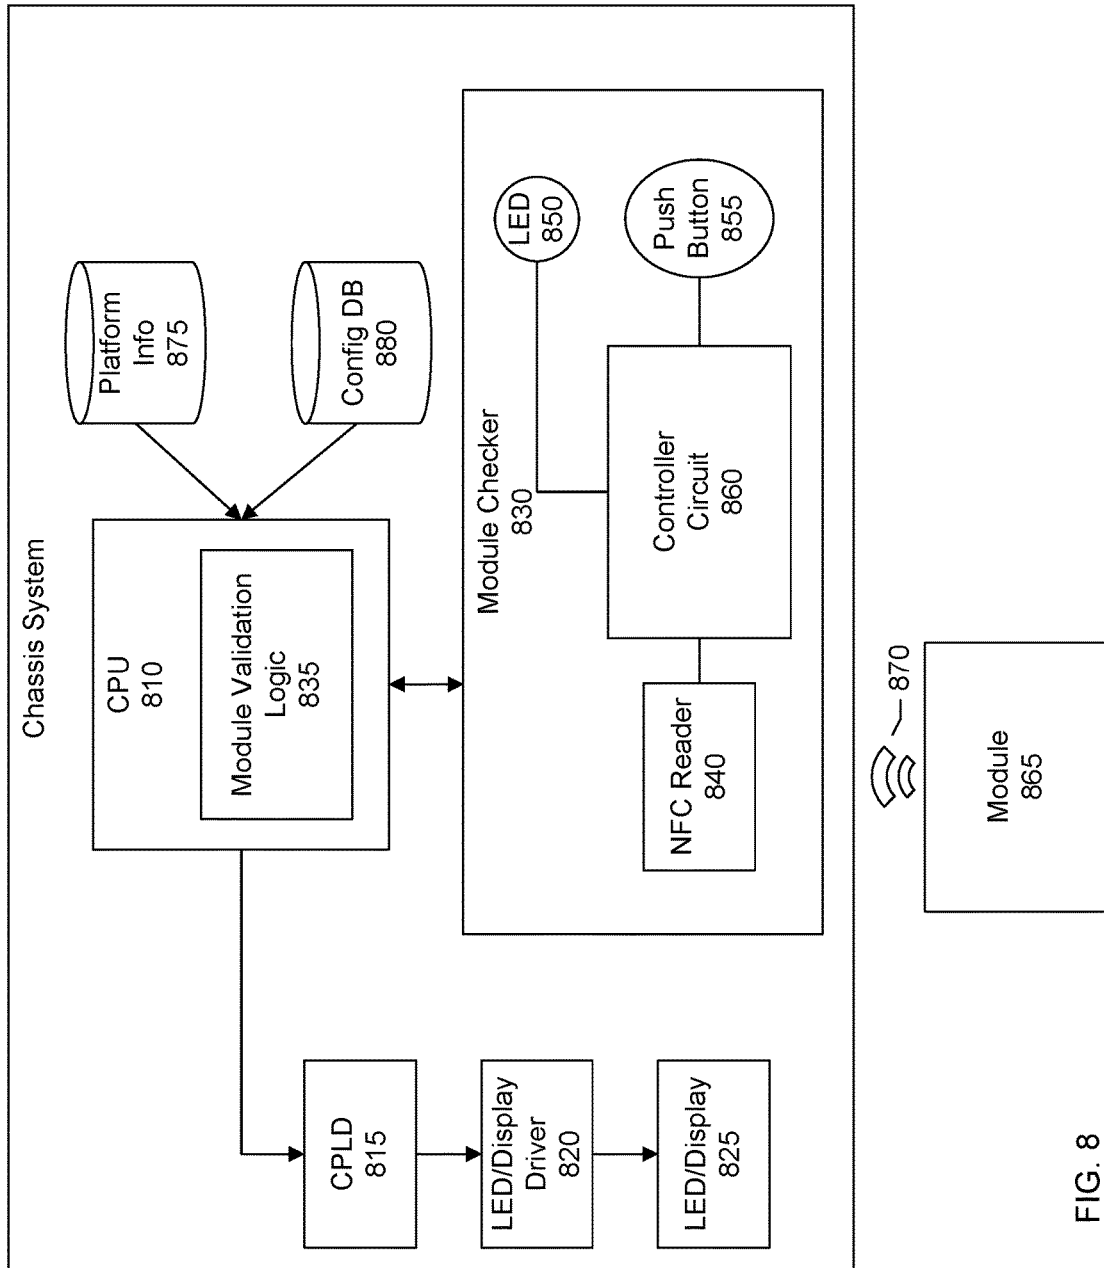 Chassis System
CPU
810
Module Validation
Logic
835
Platform
Info
875
Config DB
880
CPLD
815
LED/Display
Driver
820
LED/Display
825
Module Checker
830
NFC Reader
840
Controller
Circuit
860
LED
850
Push
Button
855
870
Module
865
FIG. 8